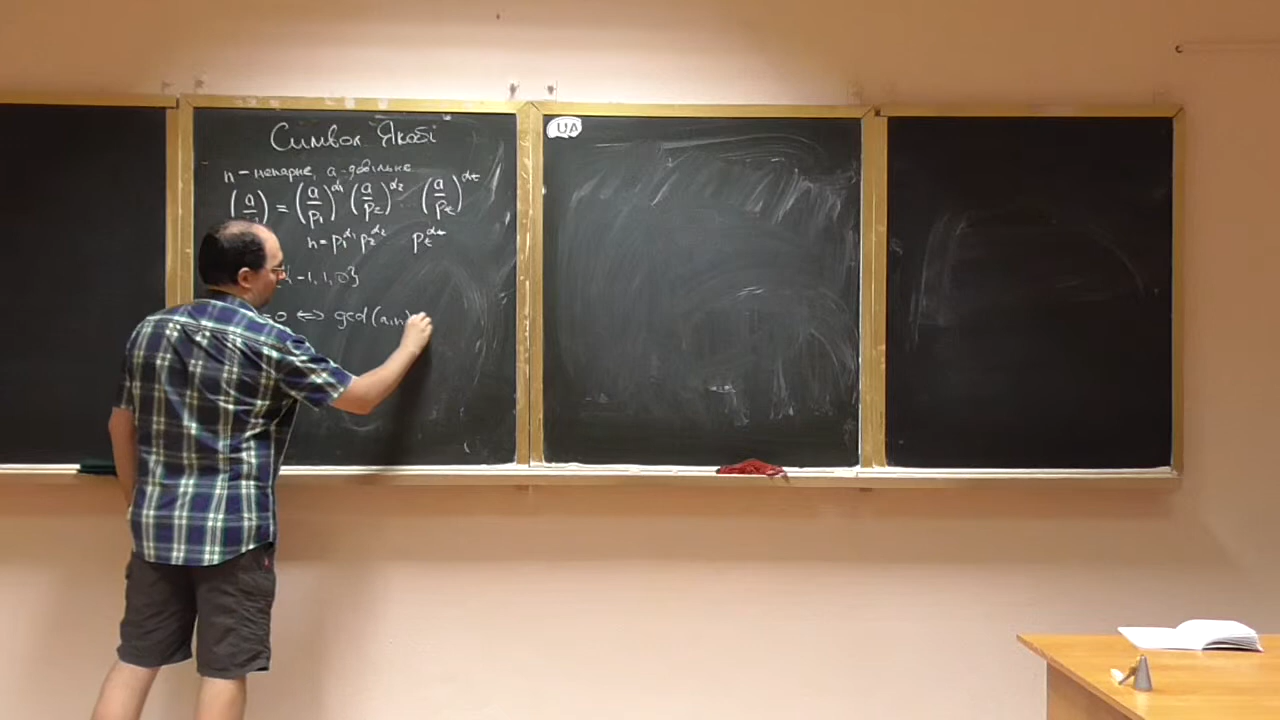 Символ Якобі
UA
n - непарне, a - довільне
(a/ ) = (a/p₁)^α₁ (a/p₂)^α₂ ... (a/pₜ)^αₜ
n = p₁^α₁ p₂^α₂ ... pₜ^αₜ
{-1, 1, 0}
=0 ⟺ gcd(a,n)